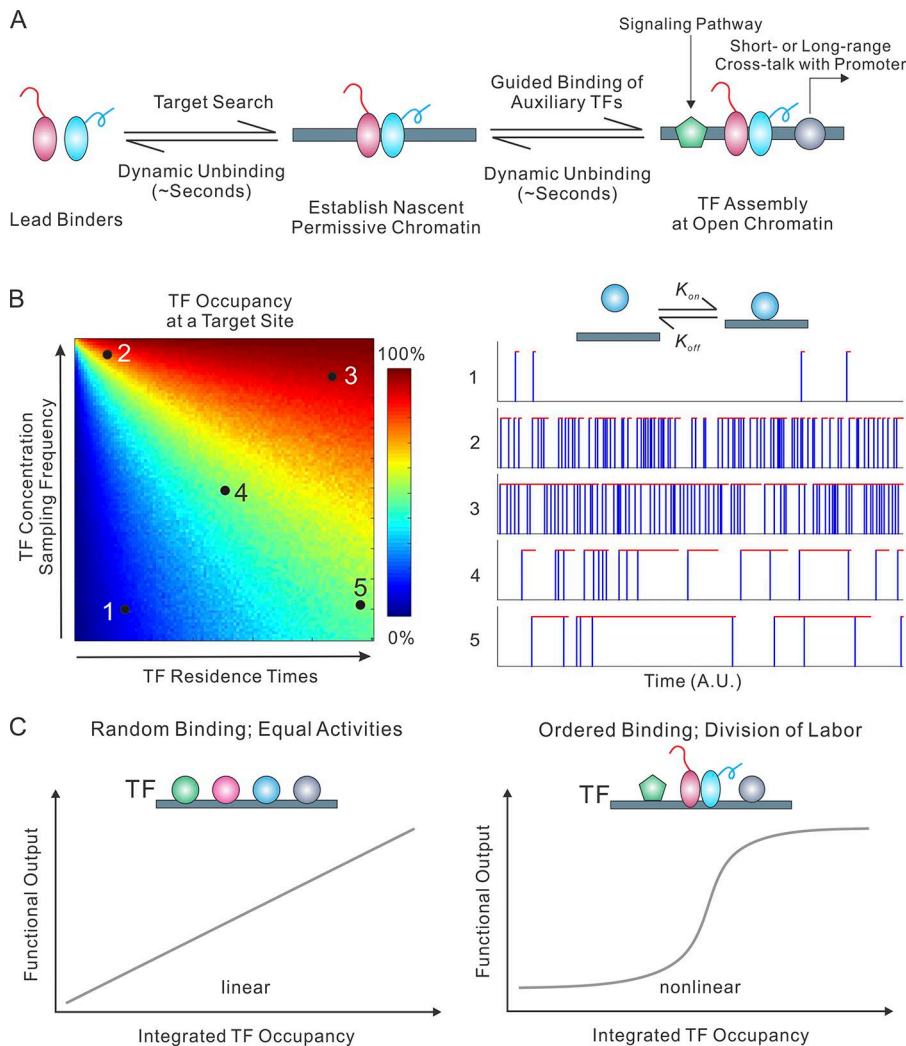 A
Signaling Pathway
Short- or Long-range
Cross-talk with Promoter
Target Search
Dynamic Unbinding
(~Seconds)
Guided Binding of
Auxiliary TFs
Dynamic Unbinding
(~Seconds)
Lead Binders
Establish Nascent
Permissive Chromatin
TF Assembly
at Open Chromatin
B
TF Occupancy
at a Target Site
TF Concentration
Sampling Frequency
TF Residence Times
100%
0%
1
2
3
4
5
Kon
Koff
1
2
3
4
5
Time (A.U.)
C
Random Binding; Equal Activities
TF
Functional Output
linear
Integrated TF Occupancy
Ordered Binding; Division of Labor
TF
Functional Output
nonlinear
Integrated TF Occupancy